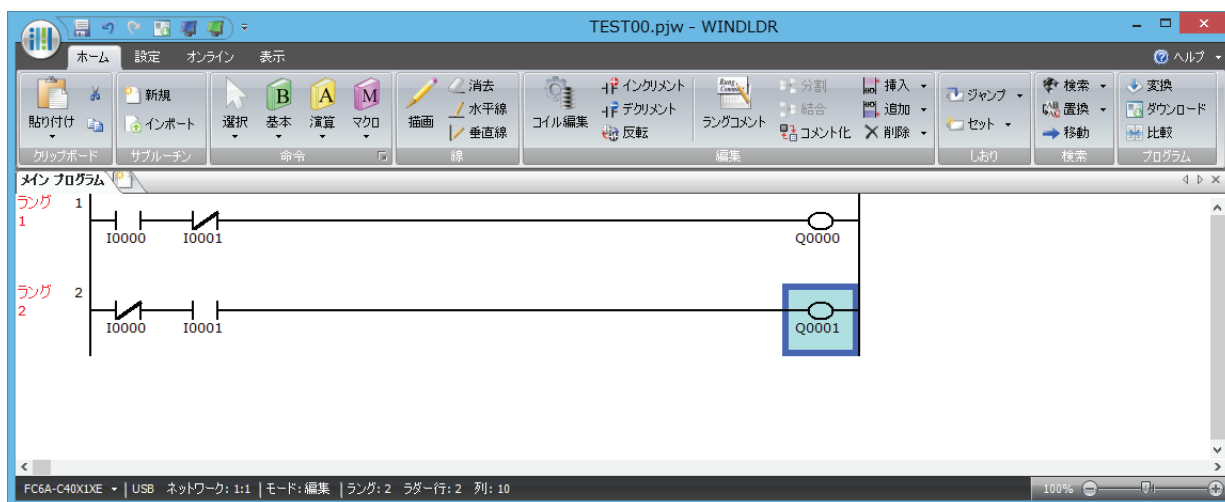 TEST00.pjw - WINDLDR
ホーム 設定 オンライン 表示 ヘルプ
貼り付け
新規
インポート
選択 基本 演算 マクロ
B A M
描画
消去
水平線
垂直線
コイル編集
インクリメント
デクリメント
反転
Rung Comment
ラングコメント
分割
結合
コメント化
挿入
追加
削除
ジャンプ
セット
検索
置換
移動
変換
ダウンロード
比較
クリップボード サブルーチン 命令 線 編集 しおり 検索 プログラム
メイン プログラム
ラング 1
1
I0000 I0001 Q0000
ラング 2
2
I0000 I0001 Q0001
FC6A-C40X1XE USB ネットワーク: 1:1 モード: 編集 ラング: 2 ラダー行: 2 列: 10 100%